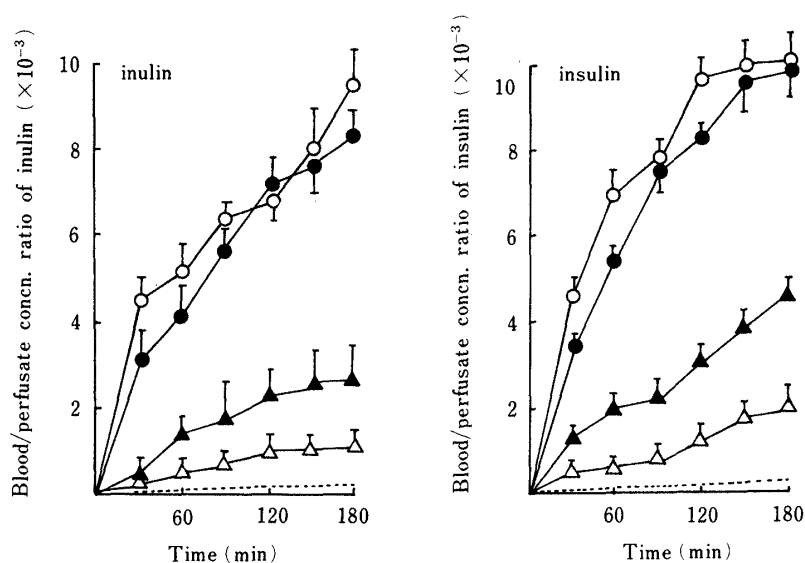 Blood/perfusate concn. ratio of inulin (×10⁻³)
inulin
10
8
6
4
2
60
120
180
Time (min)
Blood/perfusate concn. ratio of insulin (×10⁻³)
insulin
10
8
6
4
2
60
120
180
Time (min)